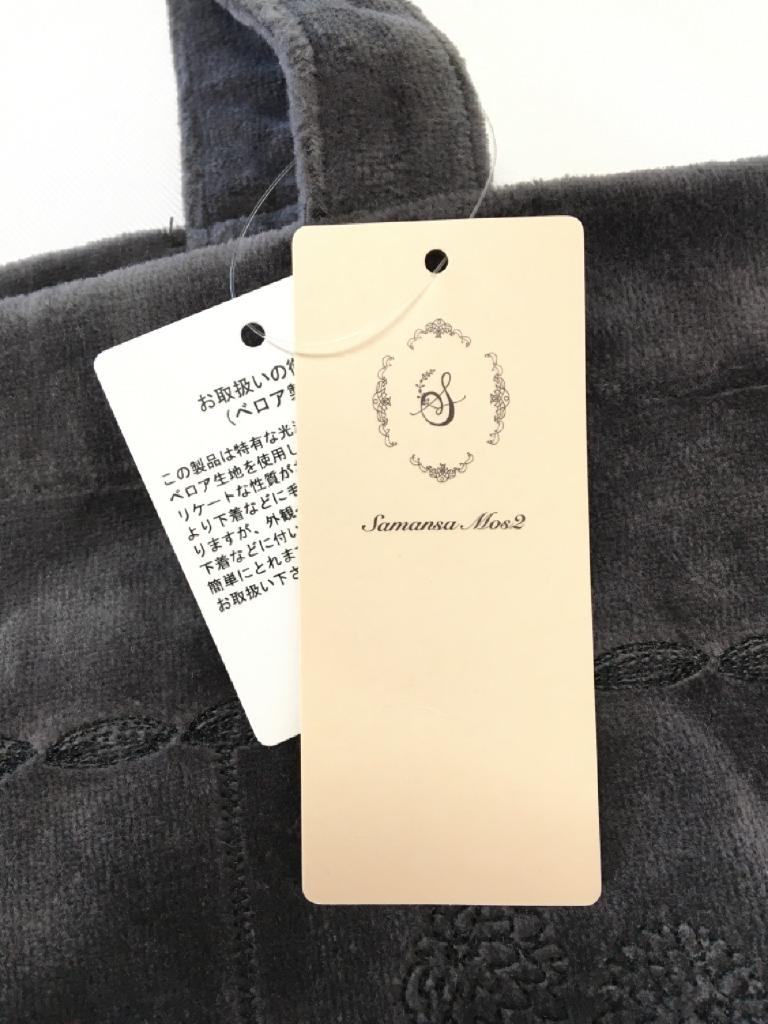 お取扱いの
(ベロア
この製品は特有な光
ベロア生地を使用し
リケートな性質が
より下着などに毛
りますが、外観
下着などに付い
簡単にとれま
お取扱い下さ
S
Samansa Mos2